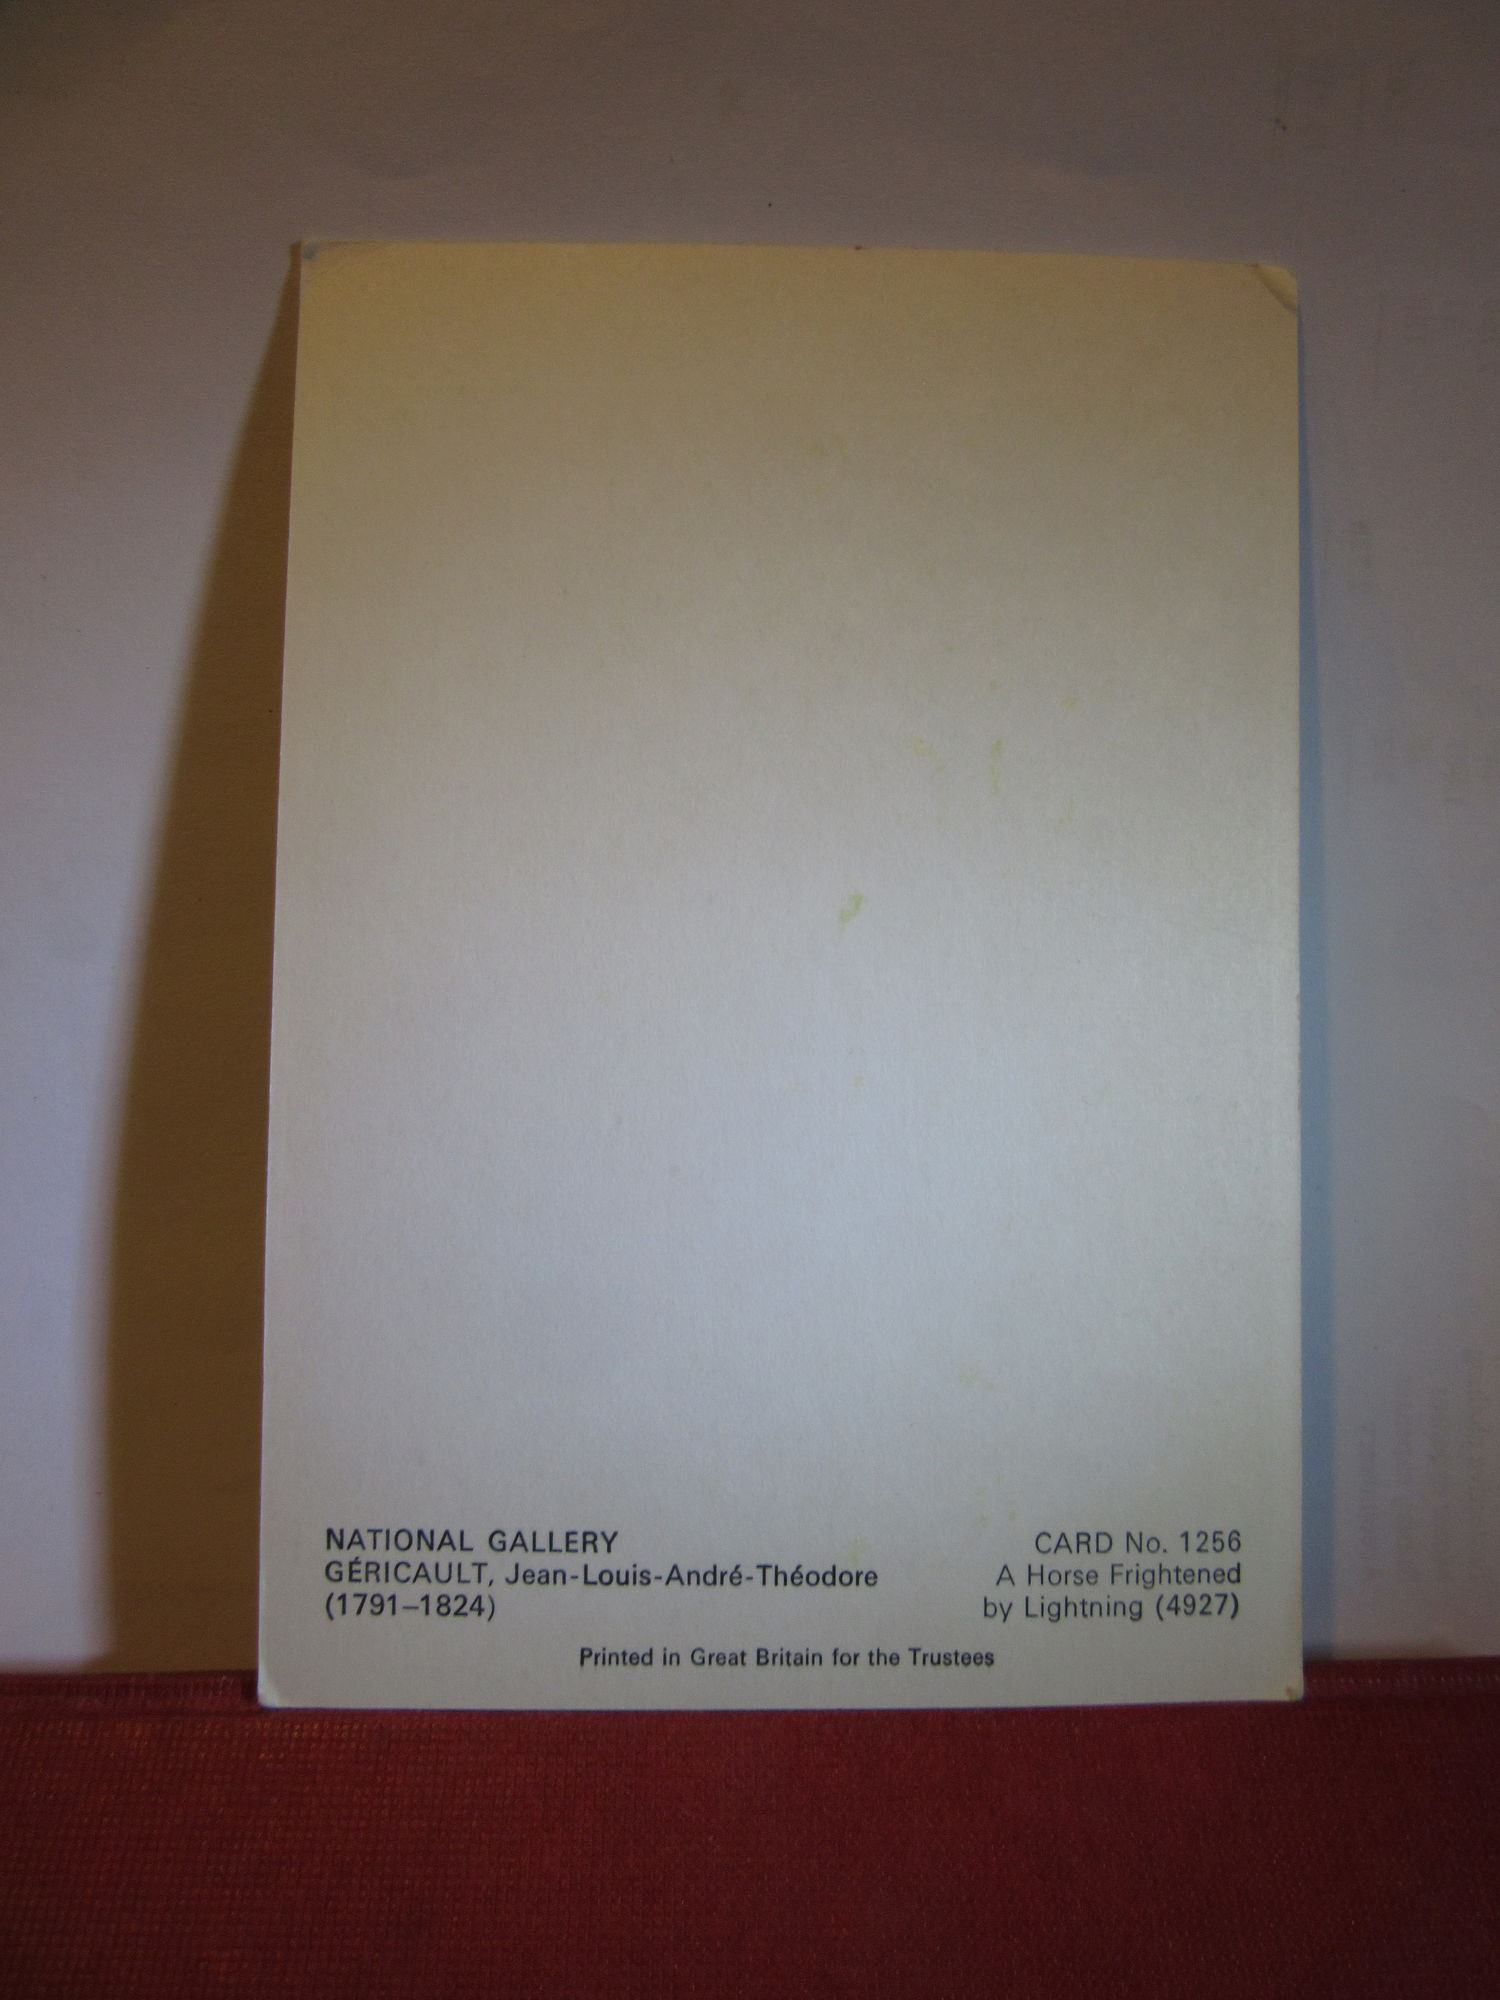 NATIONAL GALLERY
GÉRICAULT, Jean-Louis-André-Théodore
(1791–1824)
CARD No. 1256
A Horse Frightened
by Lightning (4927)
Printed in Great Britain for the Trustees